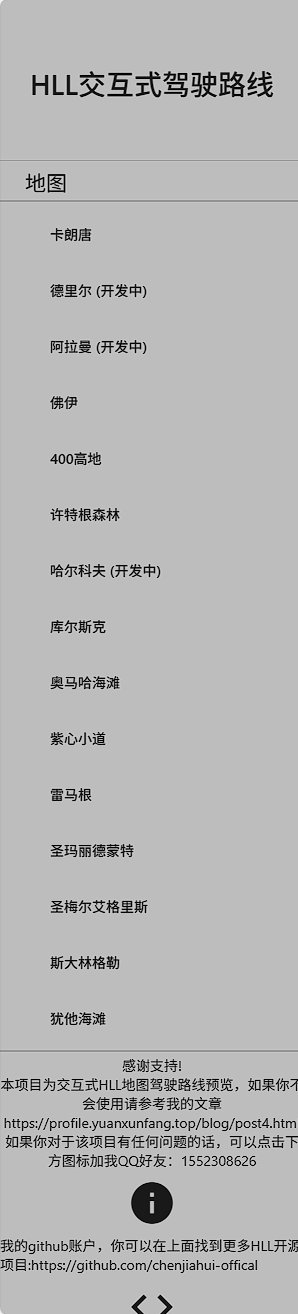 HLL交互式驾驶路线
地图
卡朗唐
德里尔 (开发中)
阿拉曼 (开发中)
佛伊
400高地
许特根森林
哈尔科夫 (开发中)
库尔斯克
奥马哈海滩
紫心小道
雷马根
圣玛丽德蒙特
圣梅尔艾格里斯
斯大林格勒
犹他海滩
感谢支持!
本项目为交互式HLL地图驾驶路线预览，如果你不
会使用请参考我的文章
https://profile.yuanxunfang.top/blog/post4.htm
如果你对于该项目有任何问题的话，可以点击下
方图标加我QQ好友：1552308626
我的github账户，你可以在上面找到更多HLL开源
项目:https://github.com/chenjiahui-offical